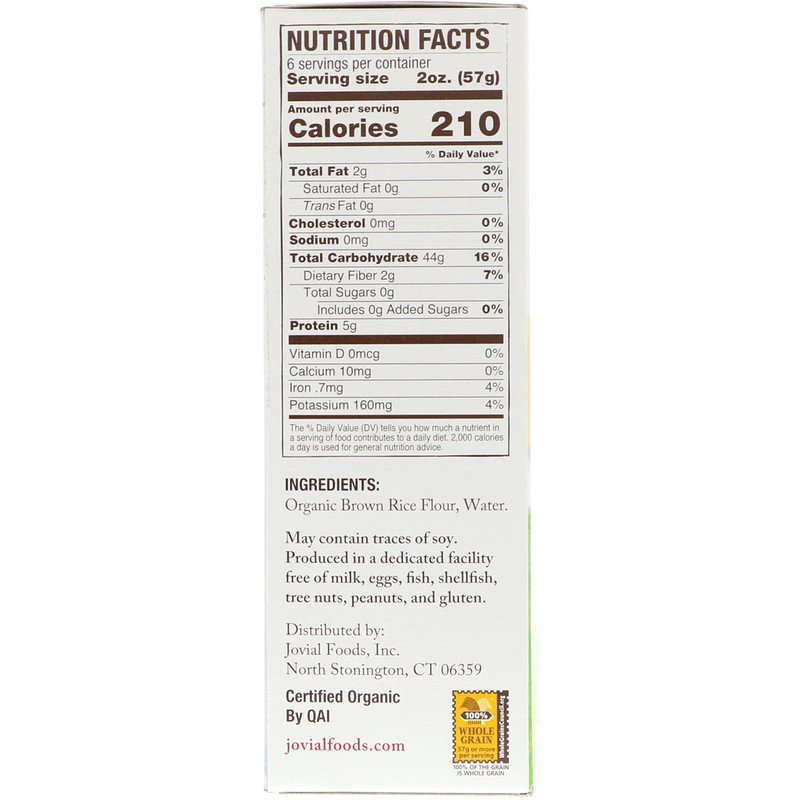 NUTRITION FACTS
6 servings per container
Serving size 2oz. (57g)
Amount per serving
Calories 210
% Daily Value*
Total Fat 2g 3%
Saturated Fat 0g 0%
Trans Fat 0g
Cholesterol 0mg 0%
Sodium 0mg 0%
Total Carbohydrate 44g 16%
Dietary Fiber 2g 7%
Total Sugars 0g
Includes 0g Added Sugars 0%
Protein 5g
Vitamin D 0mcg 0%
Calcium 10mg 0%
Iron .7mg 4%
Potassium 160mg 4%
The % Daily Value (DV) tells you how much a nutrient in
a serving of food contributes to a daily diet. 2,000 calories
a day is used for general nutrition advice.
INGREDIENTS:
Organic Brown Rice Flour, Water.
May contain traces of soy.
Produced in a dedicated facility
free of milk, eggs, fish, shellfish,
tree nuts, peanuts, and gluten.
Distributed by:
Jovial Foods, Inc.
North Stonington, CT 06359
Certified Organic
By QAI
jovialfoods.com
100%
WHOLE
GRAIN
57g or more
per serving
WholeGrainsCouncil.org
100% OF THE GRAIN
IS WHOLE GRAIN